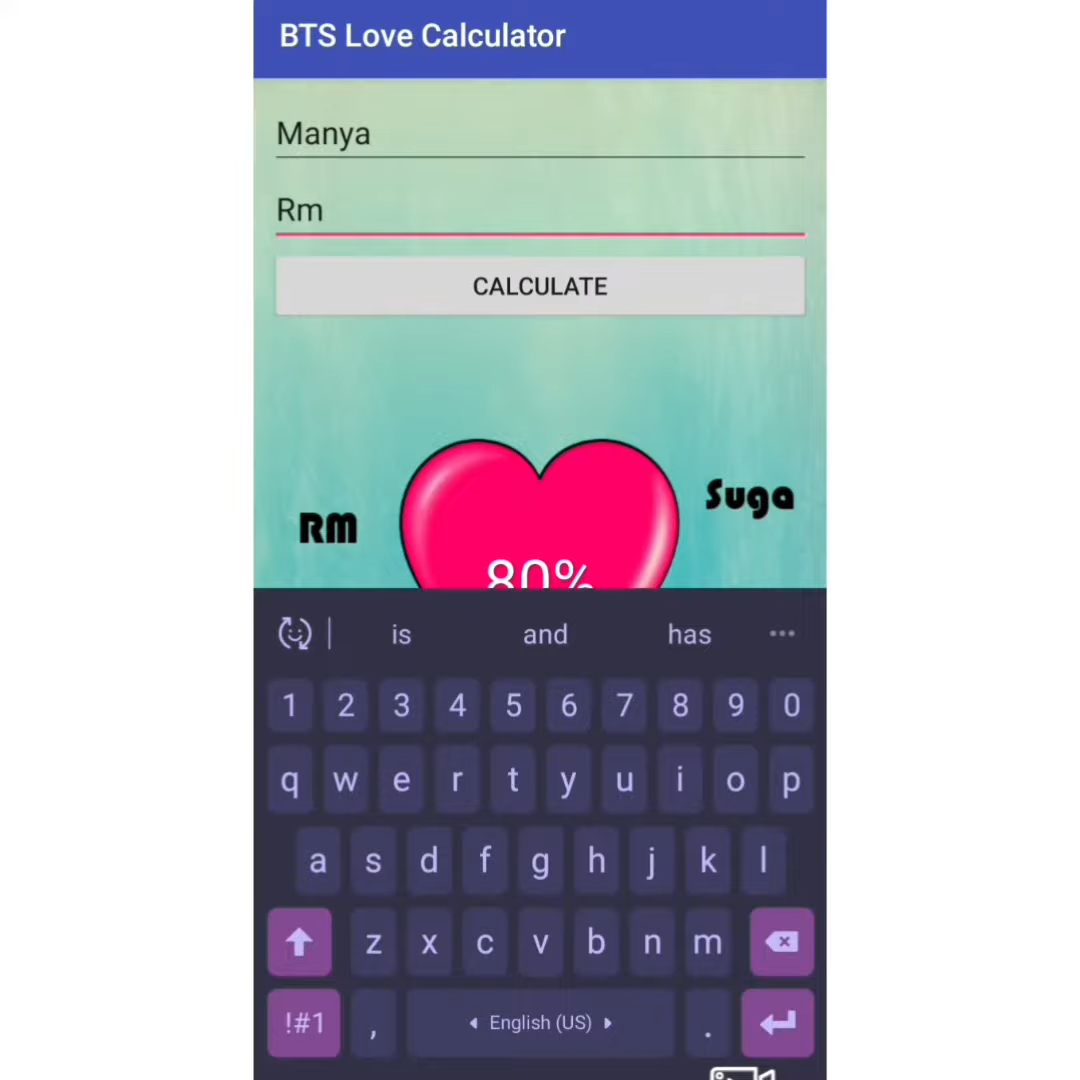 BTS Love Calculator
Manya
Rm
CALCULATE
Suga
RM
80%
is and has
1 2 3 4 5 6 7 8 9 0
q w e r t y u i o p
a s d f g h j k l
z x c v b n m
!#1 , English (US) .